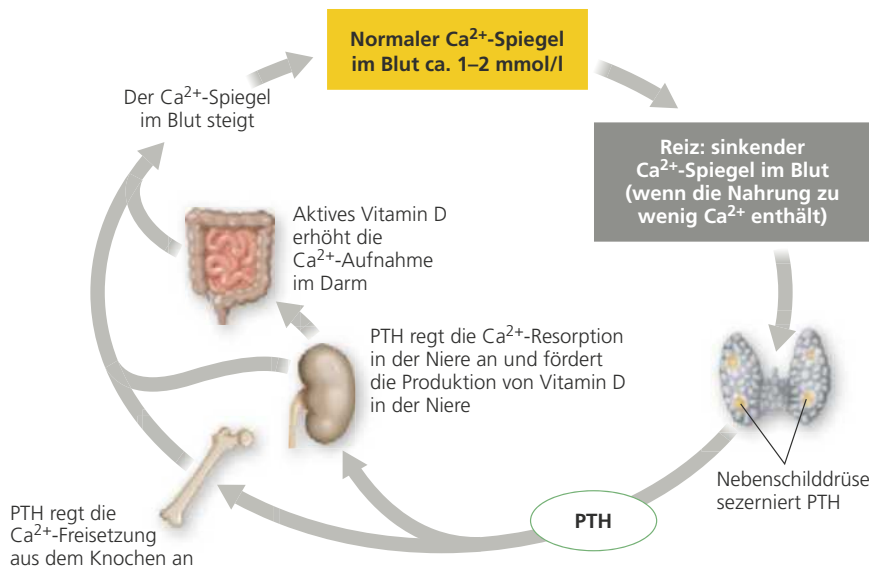 Normaler Ca²⁺-Spiegel
im Blut ca. 1–2 mmol/l
Der Ca²⁺-Spiegel
im Blut steigt
Reiz: sinkender
Ca²⁺-Spiegel im Blut
(wenn die Nahrung zu
wenig Ca²⁺ enthält)
Aktives Vitamin D
erhöht die
Ca²⁺-Aufnahme
im Darm
PTH regt die Ca²⁺-Resorption
in der Niere an und fördert
die Produktion von Vitamin D
in der Niere
Nebenschilddrüse
sezerniert PTH
PTH
PTH regt die
Ca²⁺-Freisetzung
aus dem Knochen an